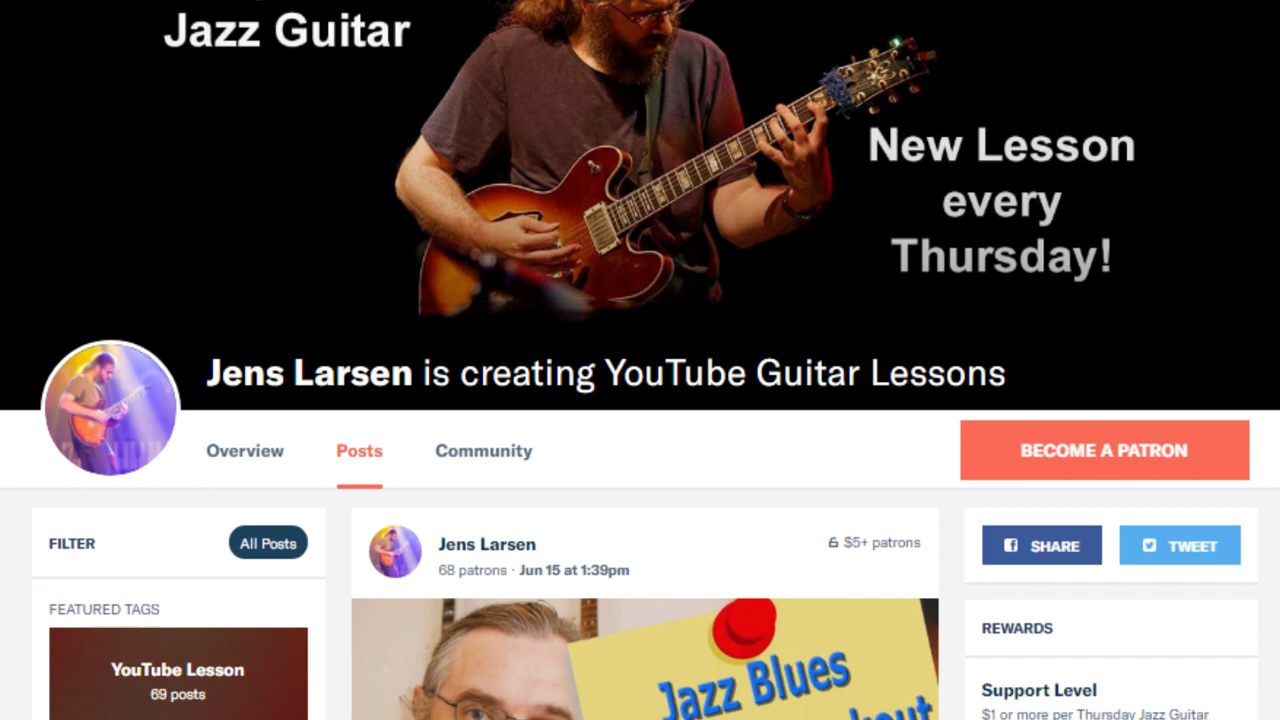 Jazz Guitar
New Lesson
every
Thursday!
Jens Larsen is creating YouTube Guitar Lessons
Overview
Posts
Community
BECOME A PATRON
FILTER
All Posts
FEATURED TAGS
YouTube Lesson
69 posts
Jens Larsen
68 patrons · Jun 15 at 1:39pm
$5+ patrons
Jazz Blues
SHARE
TWEET
REWARDS
Support Level
$1 or more per Thursday Jazz Guitar